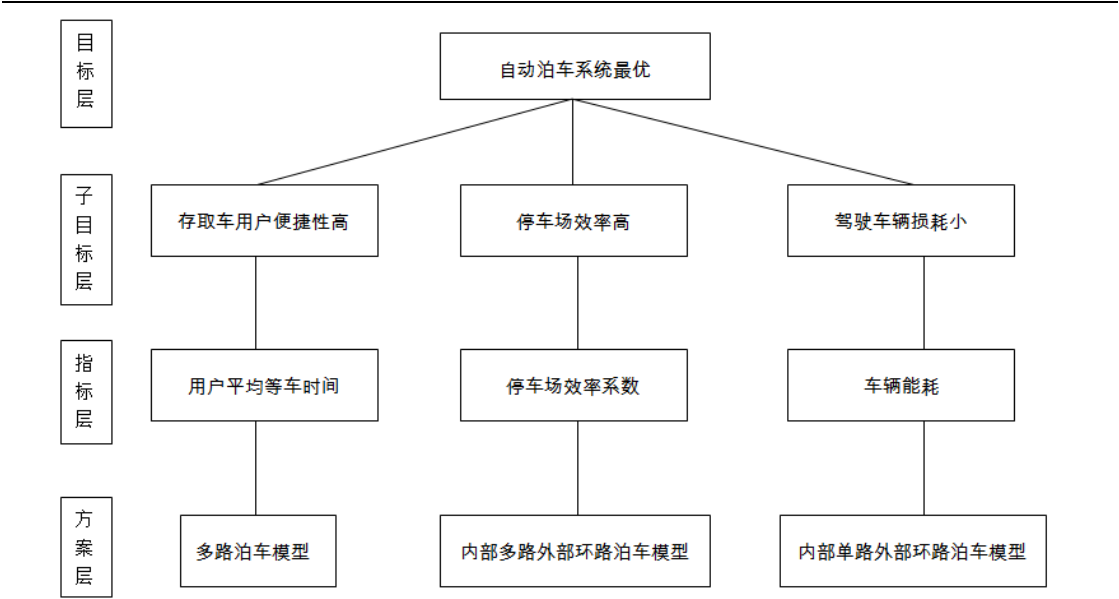 目标层
自动泊车系统最优
子目标层
存取车用户便捷性高
停车场效率高
驾驶车辆损耗小
指标层
用户平均等车时间
停车场效率系数
车辆能耗
方案层
多路泊车模型
内部多路外部环路泊车模型
内部单路外部环路泊车模型